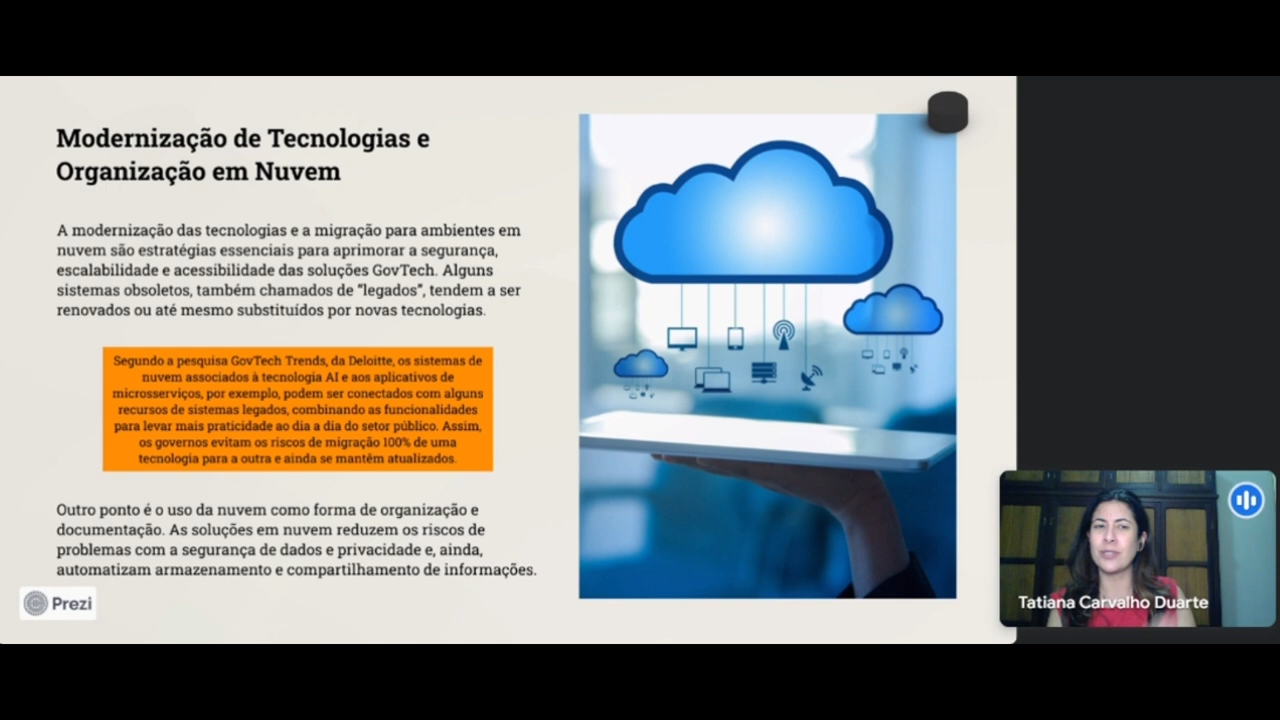 Modernização de Tecnologias e
Organização em Nuvem
A modernização das tecnologias e a migração para ambientes em
nuvem são estratégias essenciais para aprimorar a segurança,
escalabilidade e acessibilidade das soluções GovTech. Alguns
sistemas obsoletos, também chamados de “legados”, tendem a ser
renovados ou até mesmo substituídos por novas tecnologias.
Segundo a pesquisa GovTech Trends, da Deloitte, os sistemas de
nuvem associados à tecnologia AI e aos aplicativos de
microsserviços, por exemplo, podem ser conectados com alguns
recursos de sistemas legados, combinando as funcionalidades
para levar mais praticidade ao dia a dia do setor público. Assim,
os governos evitam os riscos de migração 100% de uma
tecnologia para a outra e ainda se mantêm atualizados.
Outro ponto é o uso da nuvem como forma de organização e
documentação. As soluções em nuvem reduzem os riscos de
problemas com a segurança de dados e privacidade e, ainda,
automatizam armazenamento e compartilhamento de informações.
Prezi
Tatiana Carvalho Duarte